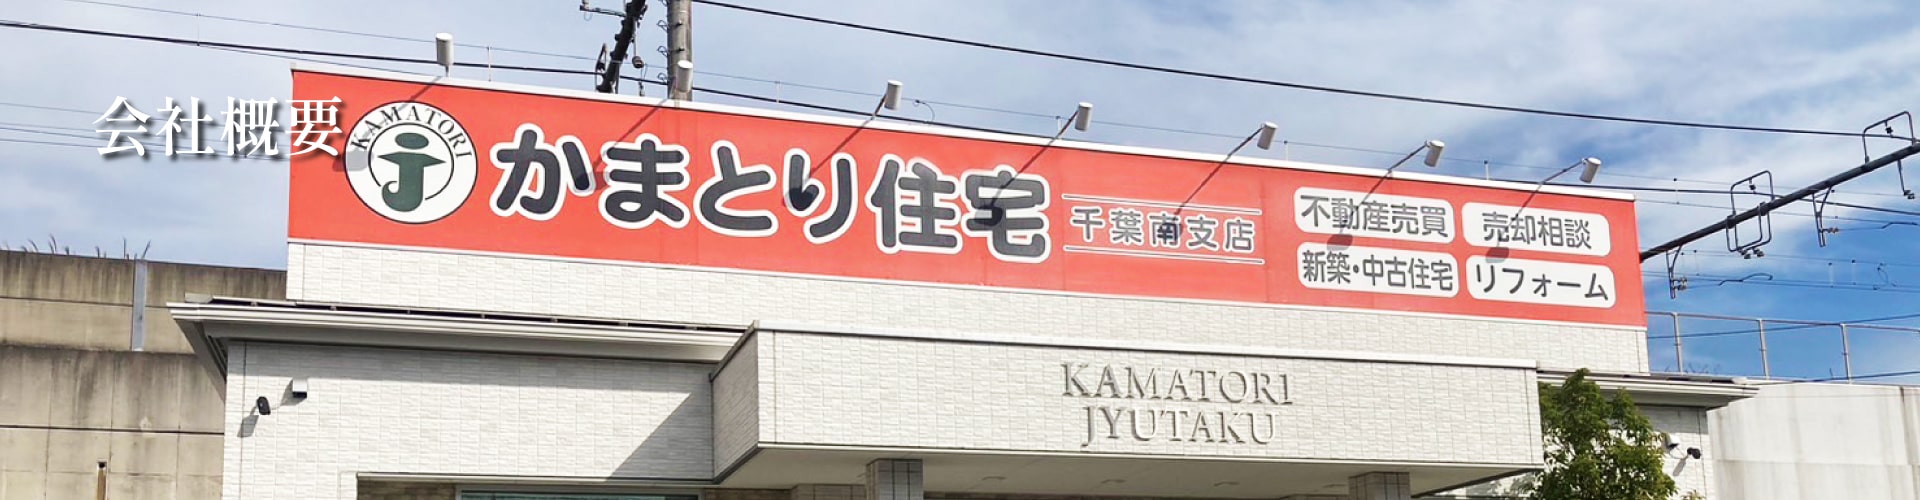 会社概要
KAMATORI
かまとり住宅
千葉南支店
不動産売買
売却相談
新築・中古住宅
リフォーム
KAMATORI
JYUTAKU